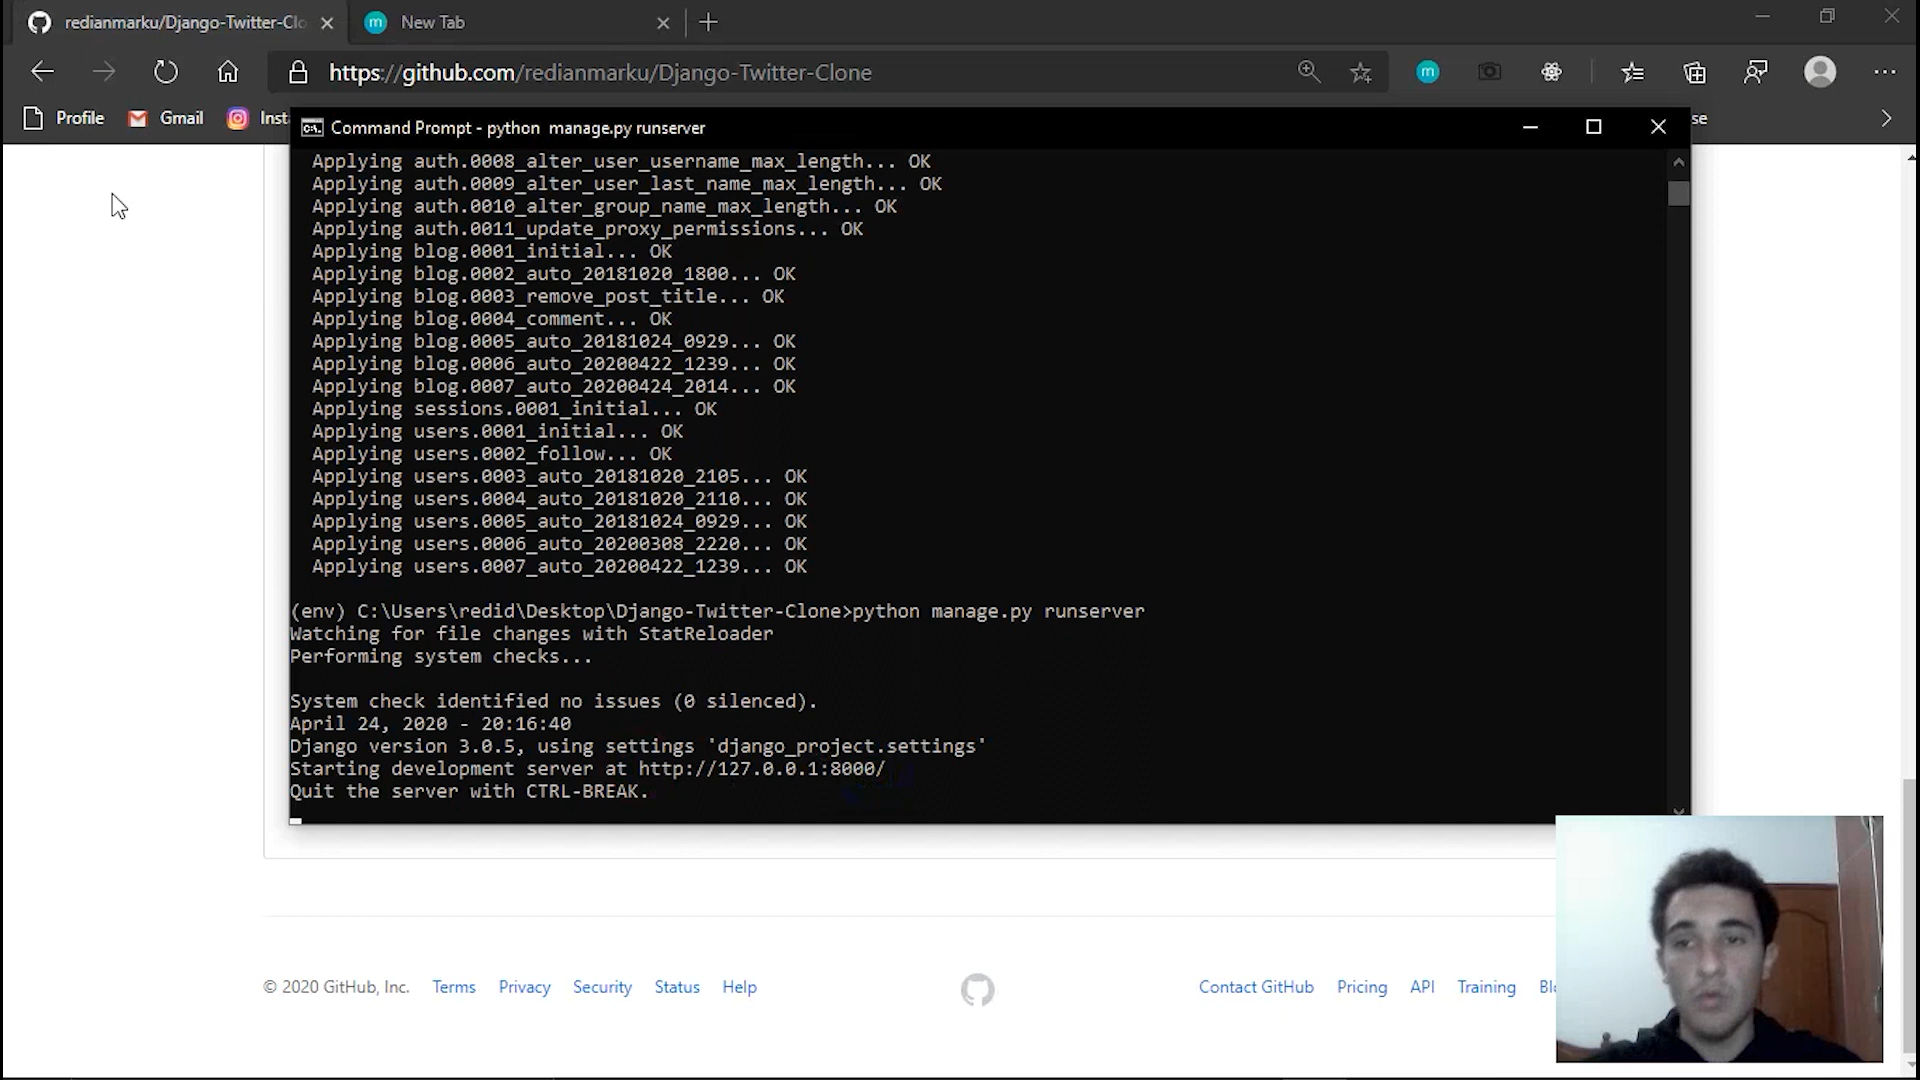 redianmarku/Django-Twitter-Clo
m New Tab
https://github.com/redianmarku/Django-Twitter-Clone
m
Profile Gmail Inst se
Command Prompt - python manage.py runserver
Applying auth.0008_alter_user_username_max_length... OK
Applying auth.0009_alter_user_last_name_max_length... OK
Applying auth.0010_alter_group_name_max_length... OK
Applying auth.0011_update_proxy_permissions... OK
Applying blog.0001_initial... OK
Applying blog.0002_auto_20181020_1800... OK
Applying blog.0003_remove_post_title... OK
Applying blog.0004_comment... OK
Applying blog.0005_auto_20181024_0929... OK
Applying blog.0006_auto_20200422_1239... OK
Applying blog.0007_auto_20200424_2014... OK
Applying sessions.0001_initial... OK
Applying users.0001_initial... OK
Applying users.0002_follow... OK
Applying users.0003_auto_20181020_2105... OK
Applying users.0004_auto_20181020_2110... OK
Applying users.0005_auto_20181024_0929... OK
Applying users.0006_auto_20200308_2220... OK
Applying users.0007_auto_20200422_1239... OK
(env) C:\Users\redid\Desktop\Django-Twitter-Clone>python manage.py runserver
Watching for file changes with StatReloader
Performing system checks...
System check identified no issues (0 silenced).
April 24, 2020 - 20:16:40
Django version 3.0.5, using settings 'django_project.settings'
Starting development server at http://127.0.0.1:8000/
Quit the server with CTRL-BREAK.
© 2020 GitHub, Inc. Terms Privacy Security Status Help Contact GitHub Pricing API Training Bl